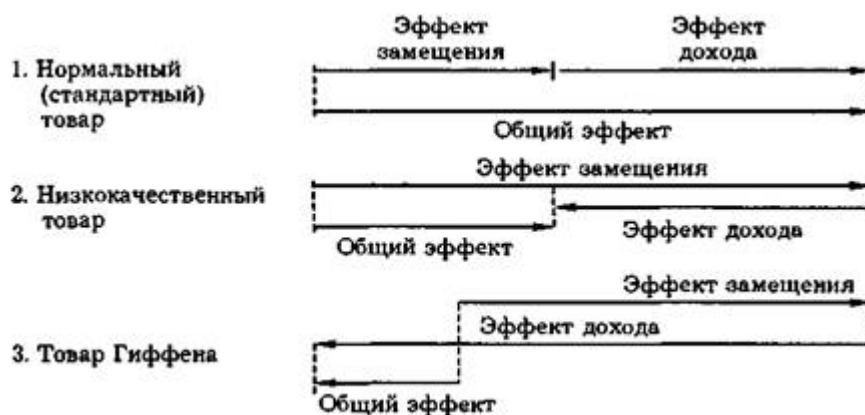 Эффект
замещения
Эффект
дохода
1. Нормальный
(стандартный)
товар
Общий эффект
Эффект замещения
2. Низкокачественный
товар
Общий эффект
Эффект дохода
Эффект замещения
Эффект дохода
3. Товар Гиффена
Общий эффект